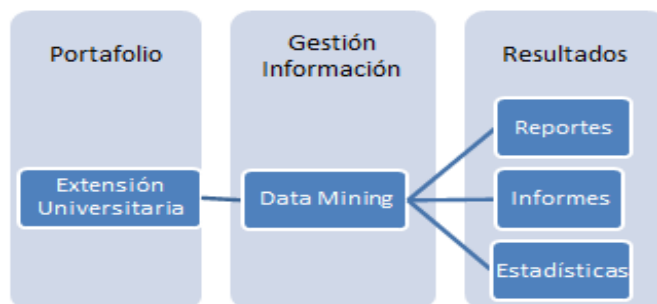 Portafolio
Gestión
Información
Resultados
Extensión
Universitaria
Data Mining
Reportes
Informes
Estadísticas